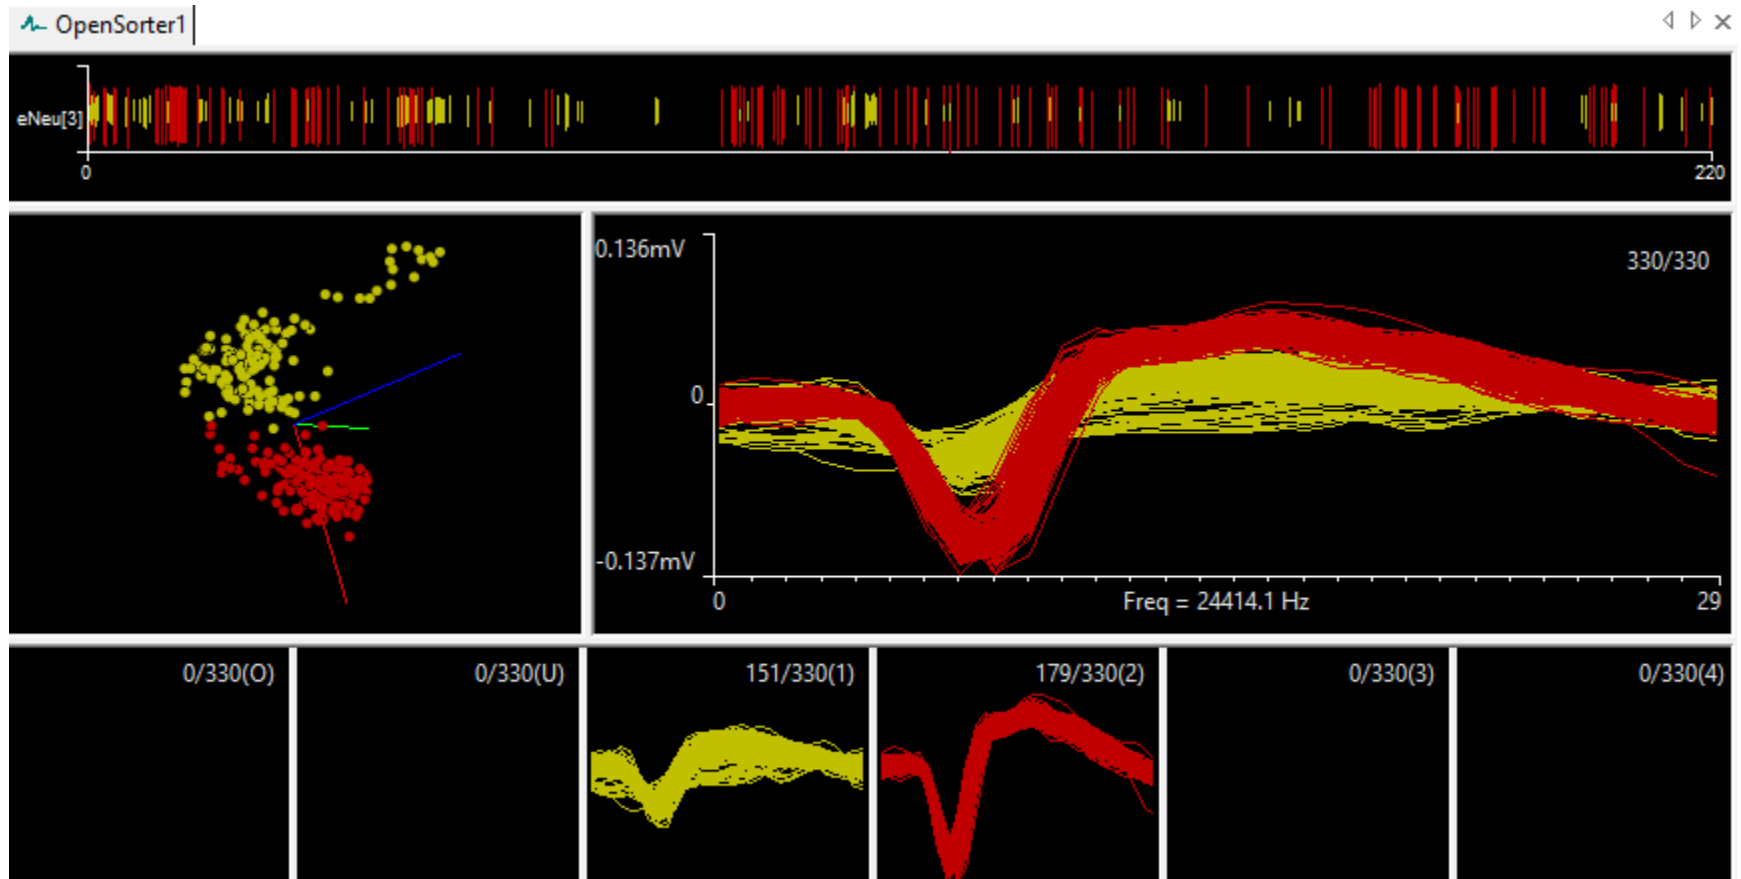 OpenSorter1
eNeu[3]
0
220
0.136mV
330/330
0
-0.137mV
0
Freq = 24414.1 Hz
29
0/330(O)
0/330(U)
151/330(1)
179/330(2)
0/330(3)
0/330(4)